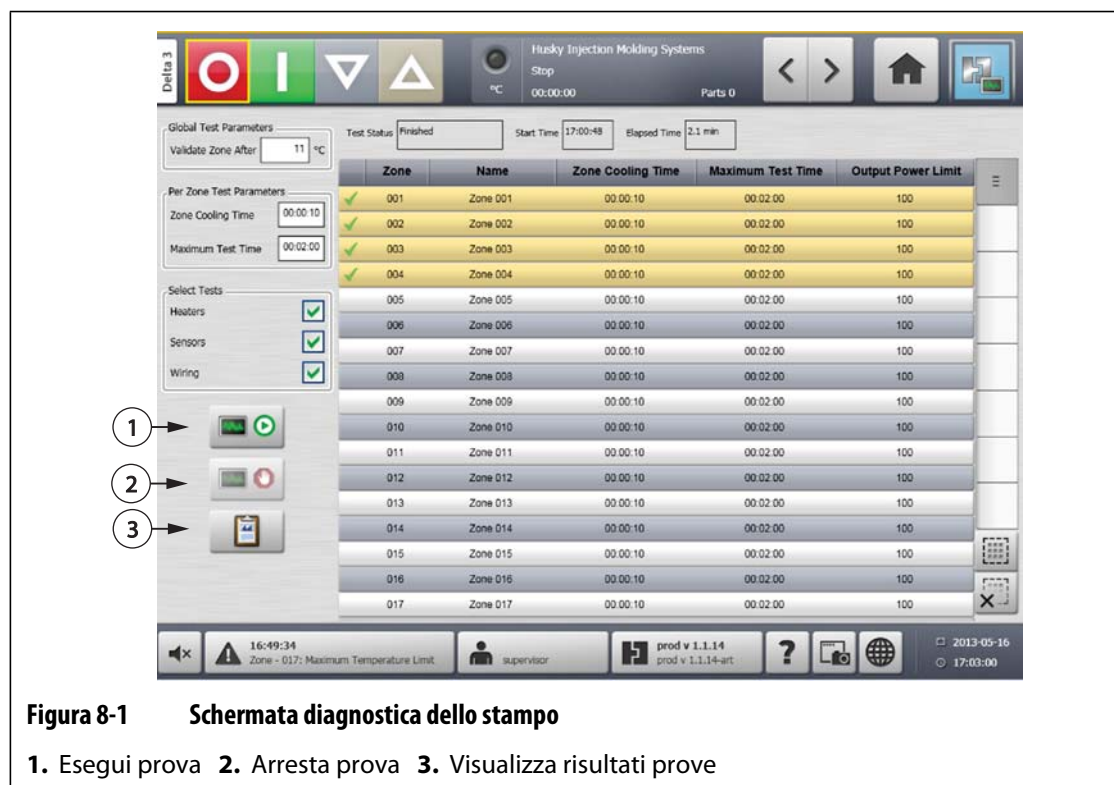 Delta 3
Husky Injection Molding Systems
Stop
00:00:00 Parts 0
°C
Global Test Parameters
Validate Zone After 11 °C
Per Zone Test Parameters
Zone Cooling Time 00:00:10
Maximum Test Time 00:02:00
Select Tests
Heaters
Sensors
Wiring
Test Status Finished Start Time 17:00:48 Elapsed Time 2.1 min
Zone Name Zone Cooling Time Maximum Test Time Output Power Limit
001 Zone 001 00:00:10 00:02:00 100
002 Zone 002 00:00:10 00:02:00 100
003 Zone 003 00:00:10 00:02:00 100
004 Zone 004 00:00:10 00:02:00 100
005 Zone 005 00:00:10 00:02:00 100
006 Zone 006 00:00:10 00:02:00 100
007 Zone 007 00:00:10 00:02:00 100
008 Zone 008 00:00:10 00:02:00 100
009 Zone 009 00:00:10 00:02:00 100
010 Zone 010 00:00:10 00:02:00 100
011 Zone 011 00:00:10 00:02:00 100
012 Zone 012 00:00:10 00:02:00 100
013 Zone 013 00:00:10 00:02:00 100
014 Zone 014 00:00:10 00:02:00 100
015 Zone 015 00:00:10 00:02:00 100
016 Zone 016 00:00:10 00:02:00 100
017 Zone 017 00:00:10 00:02:00 100
1
2
3
16:49:34
Zone - 017: Maximum Temperature Limit
supervisor
prod v 1.1.14
prod v 1.1.14-art
?
2013-05-16
17:03:00
Figura 8-1 Schermata diagnostica dello stampo
1. Esegui prova 2. Arresta prova 3. Visualizza risultati prove